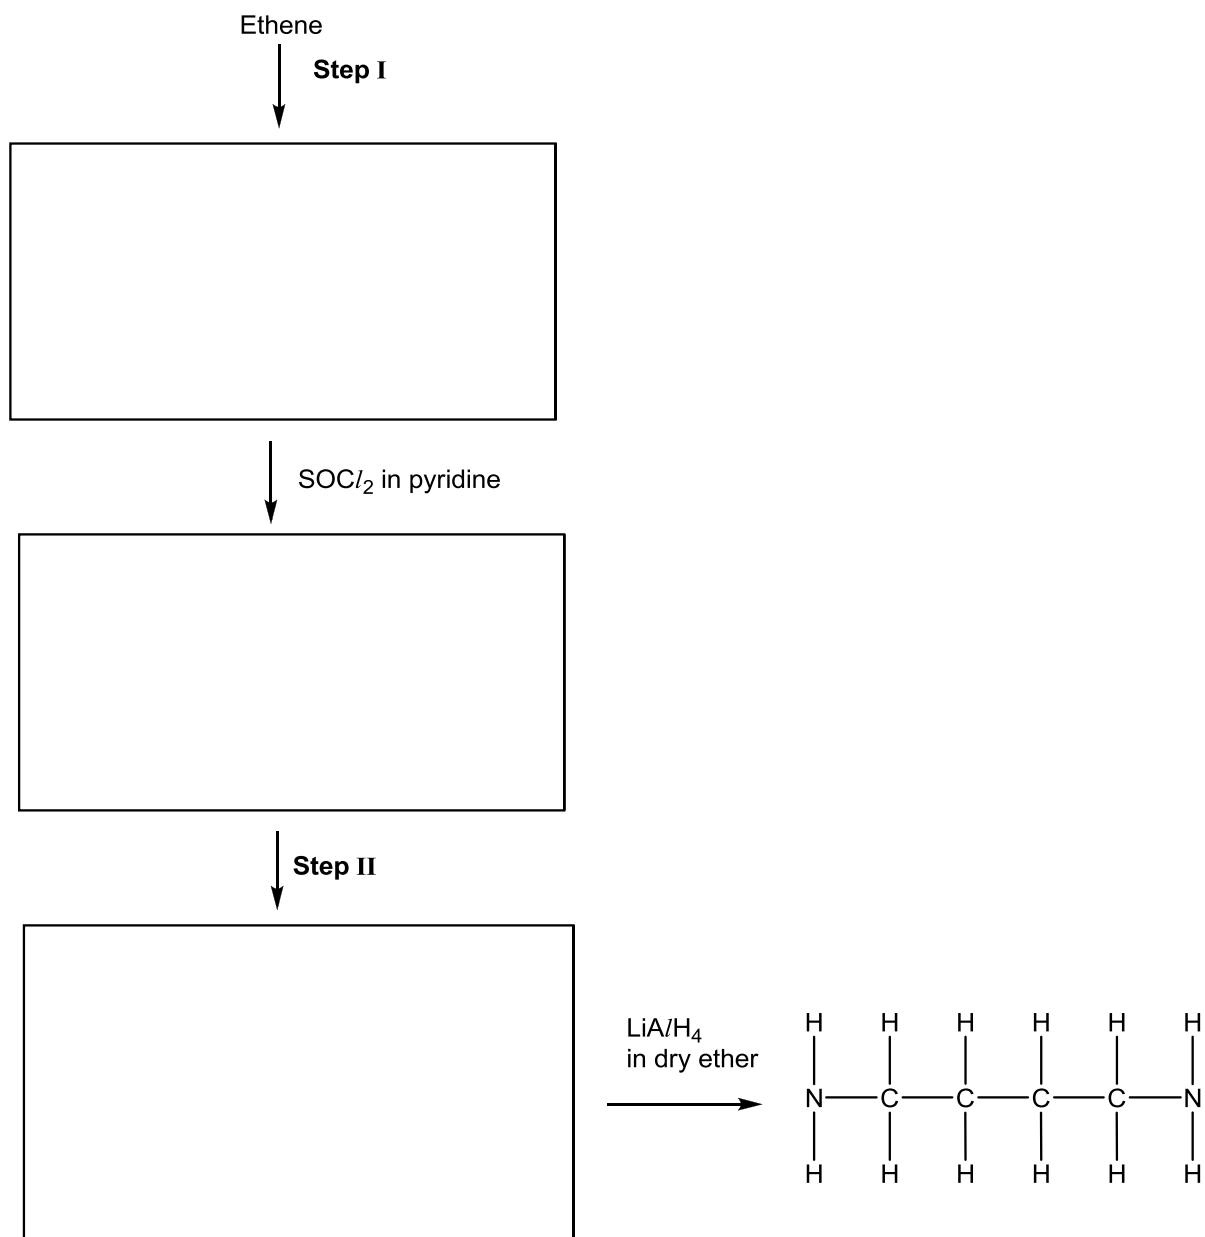 Ethene
Step I
SOCl2 in pyridine
Step II
LiAlH4
in dry ether
H H H H H H
N C C C C N
H H H H H H